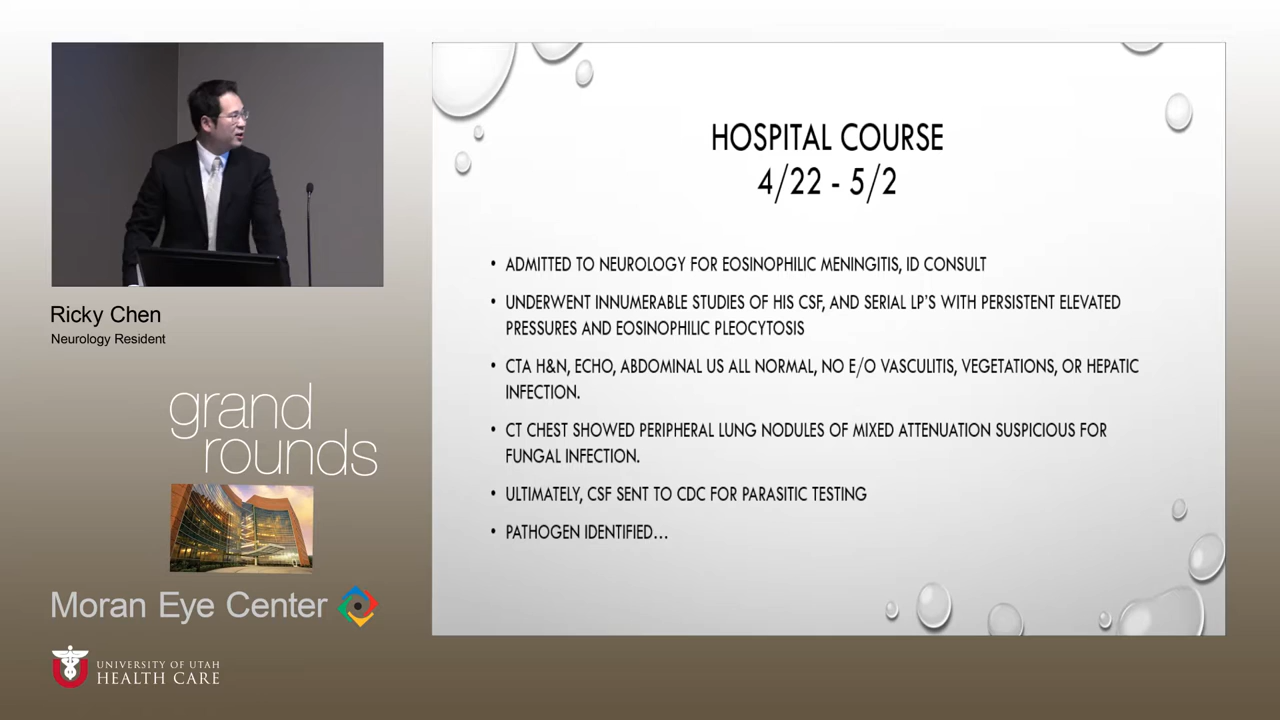 Ricky Chen
Neurology Resident
grand
rounds
Moran Eye Center
UNIVERSITY OF UTAH
HEALTH CARE
HOSPITAL COURSE
4/22 - 5/2
• ADMITTED TO NEUROLOGY FOR EOSINOPHILIC MENINGITIS, ID CONSULT
• UNDERWENT INNUMERABLE STUDIES OF HIS CSF, AND SERIAL LP'S WITH PERSISTENT ELEVATED
PRESSURES AND EOSINOPHILIC PLEOCYTOSIS
• CTA H&N, ECHO, ABDOMINAL US ALL NORMAL, NO E/O VASCULITIS, VEGETATIONS, OR HEPATIC
INFECTION.
• CT CHEST SHOWED PERIPHERAL LUNG NODULES OF MIXED ATTENUATION SUSPICIOUS FOR
FUNGAL INFECTION.
• ULTIMATELY, CSF SENT TO CDC FOR PARASITIC TESTING
• PATHOGEN IDENTIFIED...